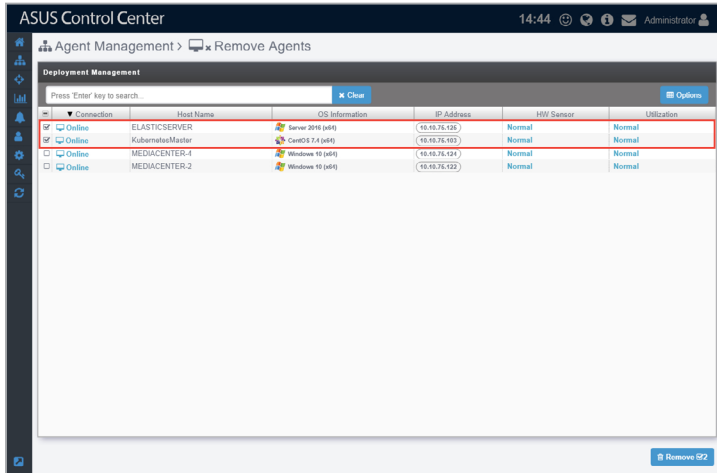 ASUS Control Center 14:44 Administrator
Agent Management > Remove Agents
Deployment Management
Press 'Enter' key to search... Clear Options
Connection Host Name OS Information IP Address HW Sensor Utilization
Online ELASTICSERVER Server 2016 (x64) 10.10.75.125 Normal Normal
Online KubernetesMaster CentOS 7.4 (x64) 10.10.75.103 Normal Normal
Online MEDIACENTER-4 Windows 10 (x64) 10.10.75.124 Normal Normal
Online MEDIACENTER-2 Windows 10 (x64) 10.10.75.122 Normal Normal
Remove 2